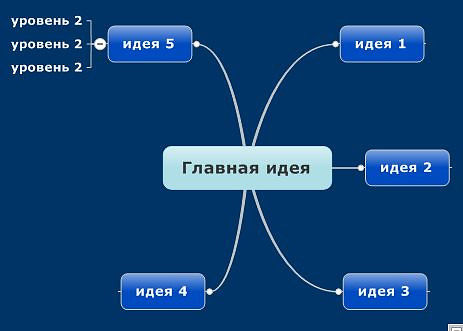 уровень 2
уровень 2
уровень 2
идея 5
идея 1
Главная идея
идея 2
идея 4
идея 3